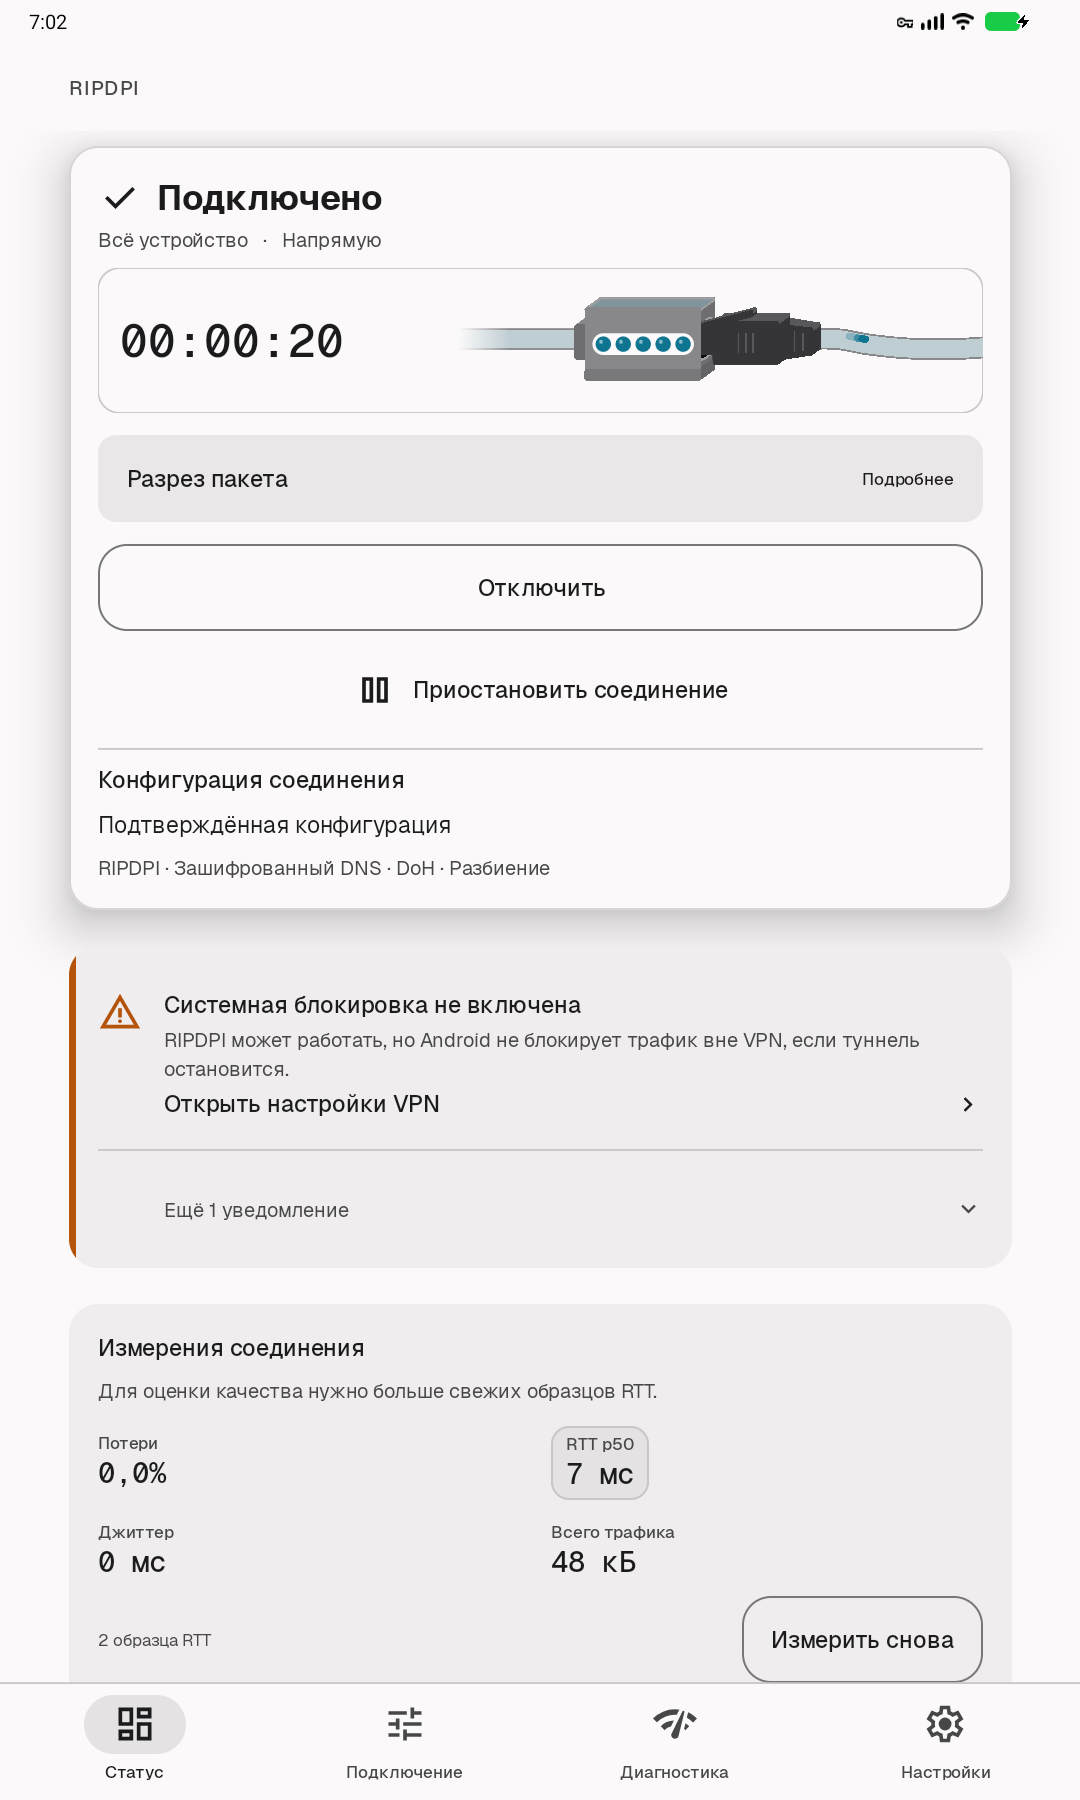 7:02
RIPDPI
Подключено
Всё устройство · Напрямую
00:00:20
Разрез пакета
Подробнее
Отключить
Приостановить соединение
Конфигурация соединения
Подтверждённая конфигурация
RIPDPI · Зашифрованный DNS · DoH · Разбиение
Системная блокировка не включена
RIPDPI может работать, но Android не блокирует трафик вне VPN, если туннель
остановится.
Открыть настройки VPN
Ещё 1 уведомление
Измерения соединения
Для оценки качества нужно больше свежих образцов RTT.
Потери
0,0%
RTT p50
7 мс
Джиттер
0 мс
Всего трафика
48 кБ
2 образца RTT
Измерить снова
Статус
Подключение
Диагностика
Настройки